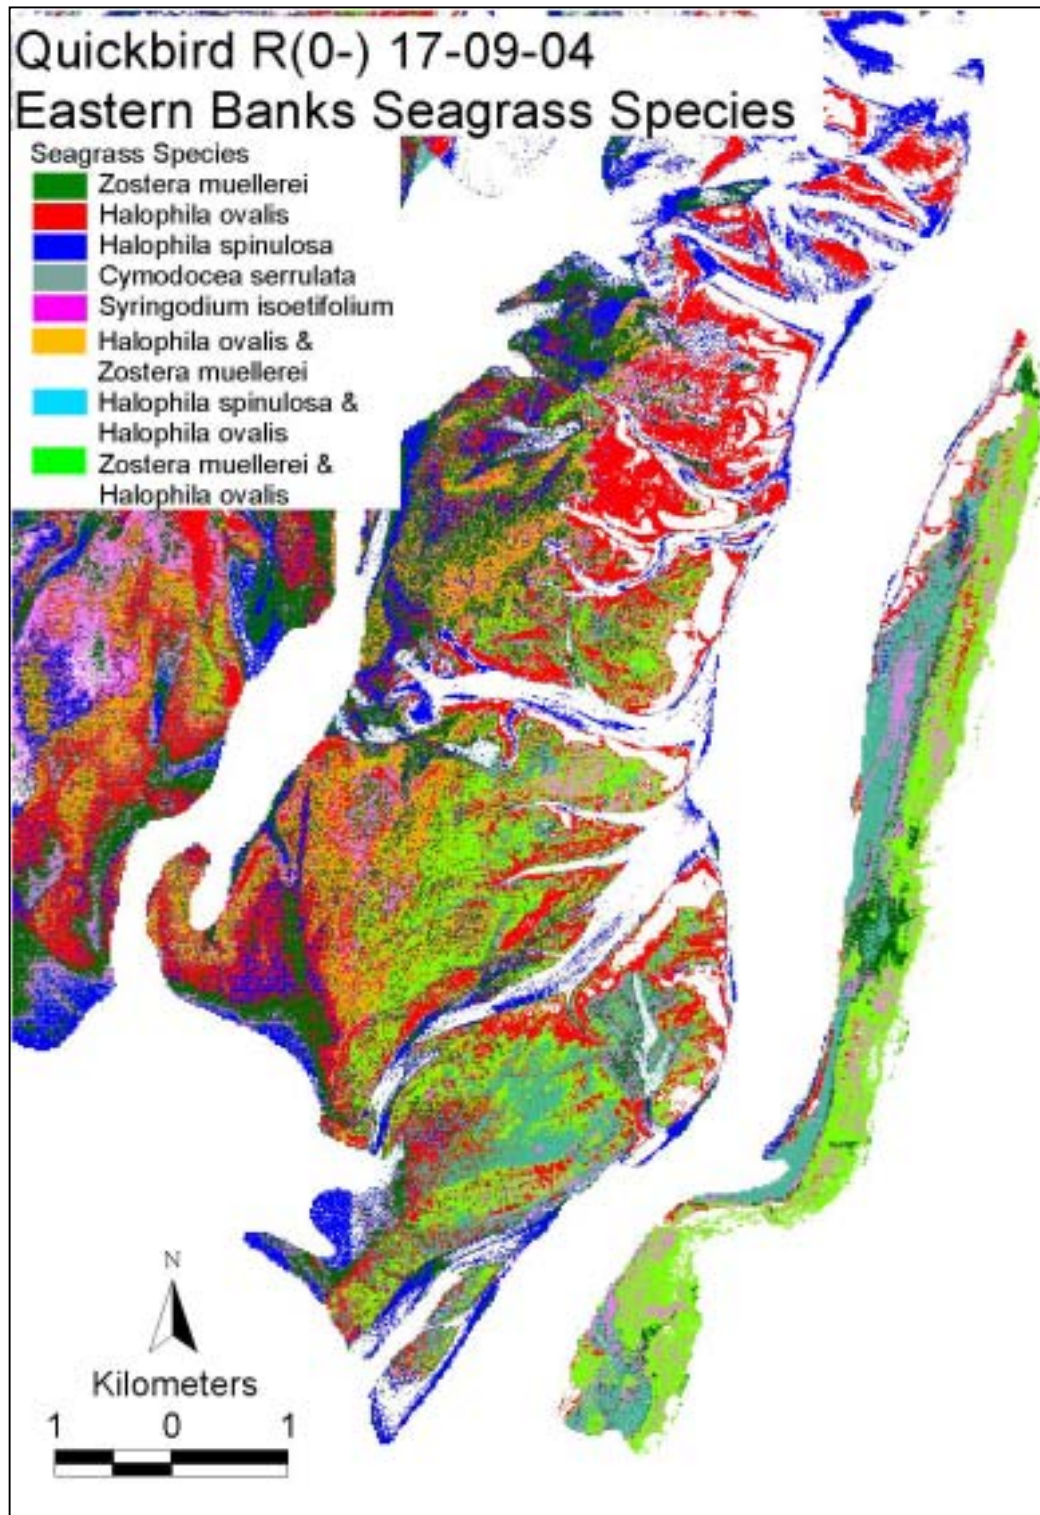 Quickbird R(0-) 17-09-04
Eastern Banks Seagrass Species
Seagrass Species
Zostera muellerei
Halophila ovalis
Halophila spinulosa
Cymodocea serrulata
Syringodium isoetifolium
Halophila ovalis &
Zostera muellerei
Halophila spinulosa &
Halophila ovalis
Zostera muellerei &
Halophila ovalis
N
Kilometers
1 0 1